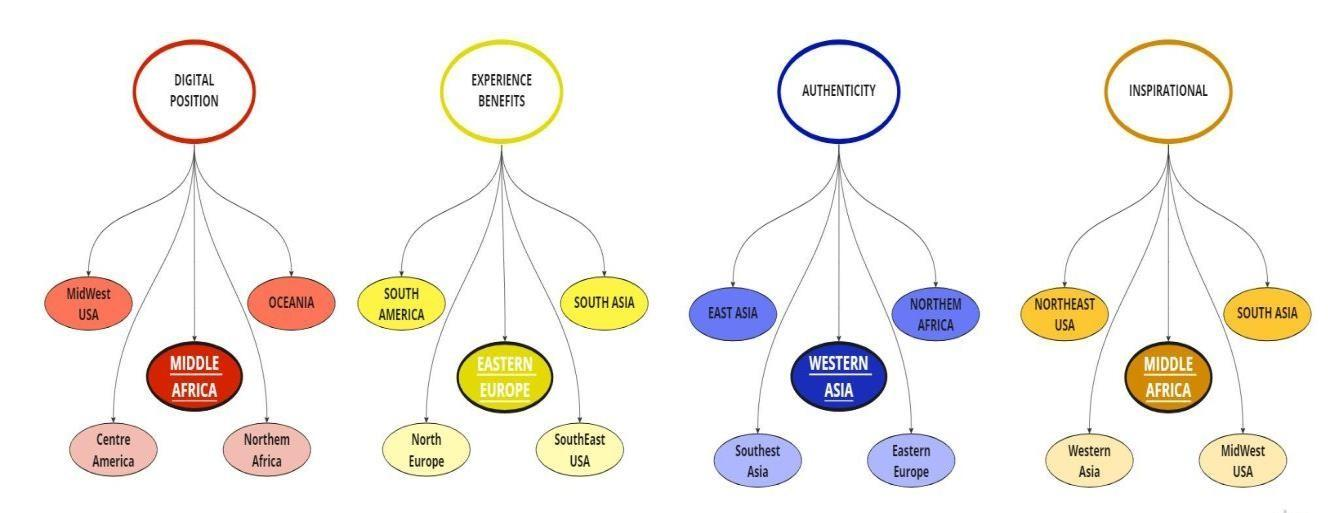 DIGITAL
POSITION
MidWest
USA
OCEANIA
MIDDLE
AFRICA
Centre
America
Northem
Africa
EXPERIENCE
BENEFITS
SOUTH
AMERICA
SOUTH ASIA
EASTERN
EUROPE
North
Europe
SouthEast
USA
AUTHENTICITY
EAST ASIA
NORTHEM
AFRICA
WESTERN
ASIA
Southest
Asia
Eastern
Europe
INSPIRATIONAL
NORTHEAST
USA
SOUTH ASIA
MIDDLE
AFRICA
Western
Asia
MidWest
USA